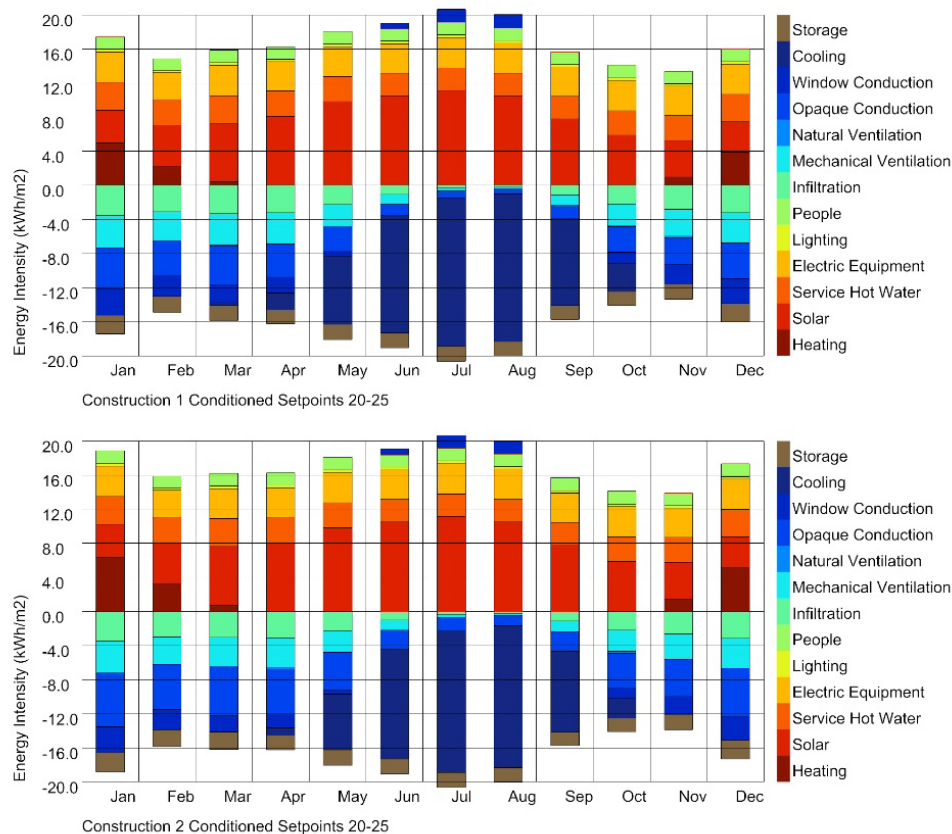 20.0
16.0
12.0
8.0
4.0
0.0
-4.0
-8.0
-12.0
-16.0
-20.0
Energy Intensity (kWh/m2)
Jan Feb Mar Apr May Jun Jul Aug Sep Oct Nov Dec
Construction 1 Conditioned Setpoints 20-25
Storage
Cooling
Window Conduction
Opaque Conduction
Natural Ventilation
Mechanical Ventilation
Infiltration
People
Lighting
Electric Equipment
Service Hot Water
Solar
Heating
20.0
16.0
12.0
8.0
4.0
0.0
-4.0
-8.0
-12.0
-16.0
-20.0
Energy Intensity (kWh/m2)
Jan Feb Mar Apr May Jun Jul Aug Sep Oct Nov Dec
Construction 2 Conditioned Setpoints 20-25
Storage
Cooling
Window Conduction
Opaque Conduction
Natural Ventilation
Mechanical Ventilation
Infiltration
People
Lighting
Electric Equipment
Service Hot Water
Solar
Heating